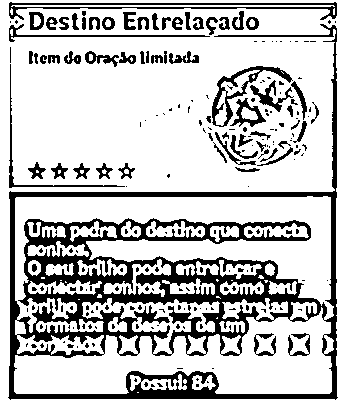 Destino Entrelaçado
Item de Oração limitada
Uma pedra do destino que conecta
sonhos.
O seu brilho pode entrelaçar e
conectar sonhos, assim como seu
brilho pode conectar as estrelas em
formatos de desejos de um
coração.
Possui: 84